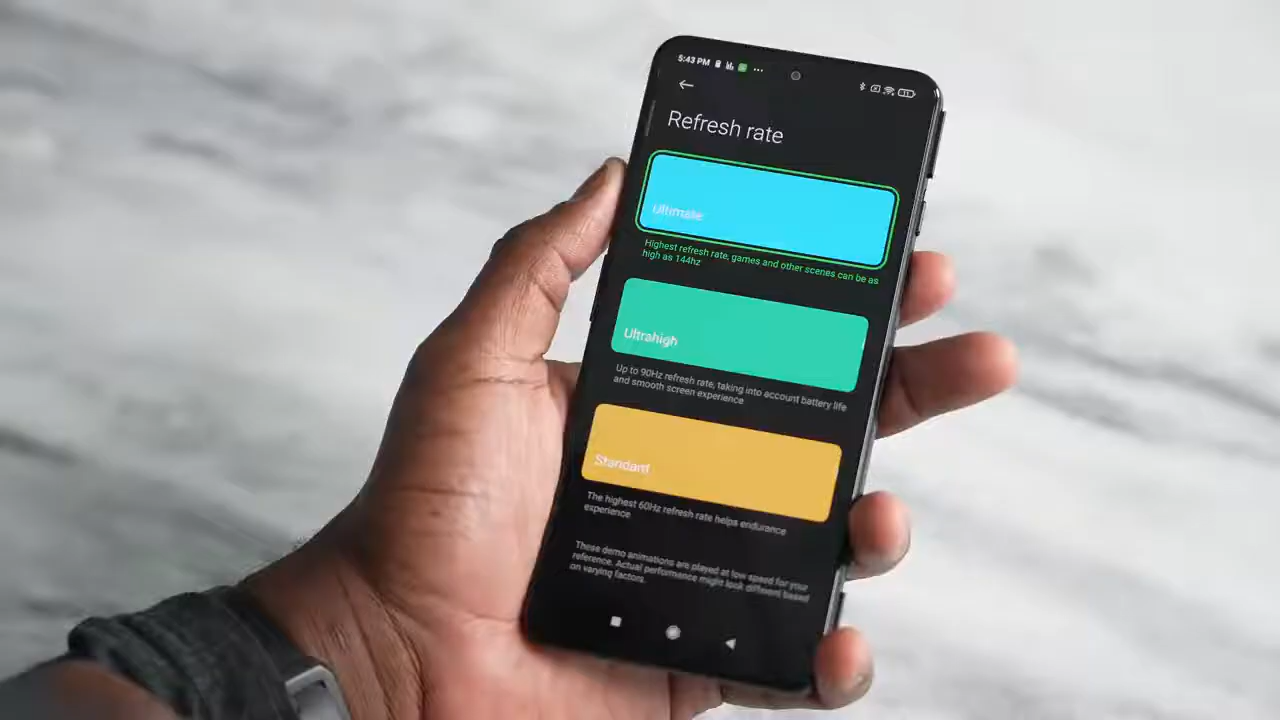 5:43 PM
Refresh rate
Ultimate
Highest refresh rate, games and other scenes can be as
high as 144hz
Ultrahigh
Up to 90Hz refresh rate, taking into account battery life
and smooth screen experience
Standard
The highest 60Hz refresh rate helps endurance
experience
These demo animations are played at low speed for your
reference. Actual performance might look different based
on varying factors.